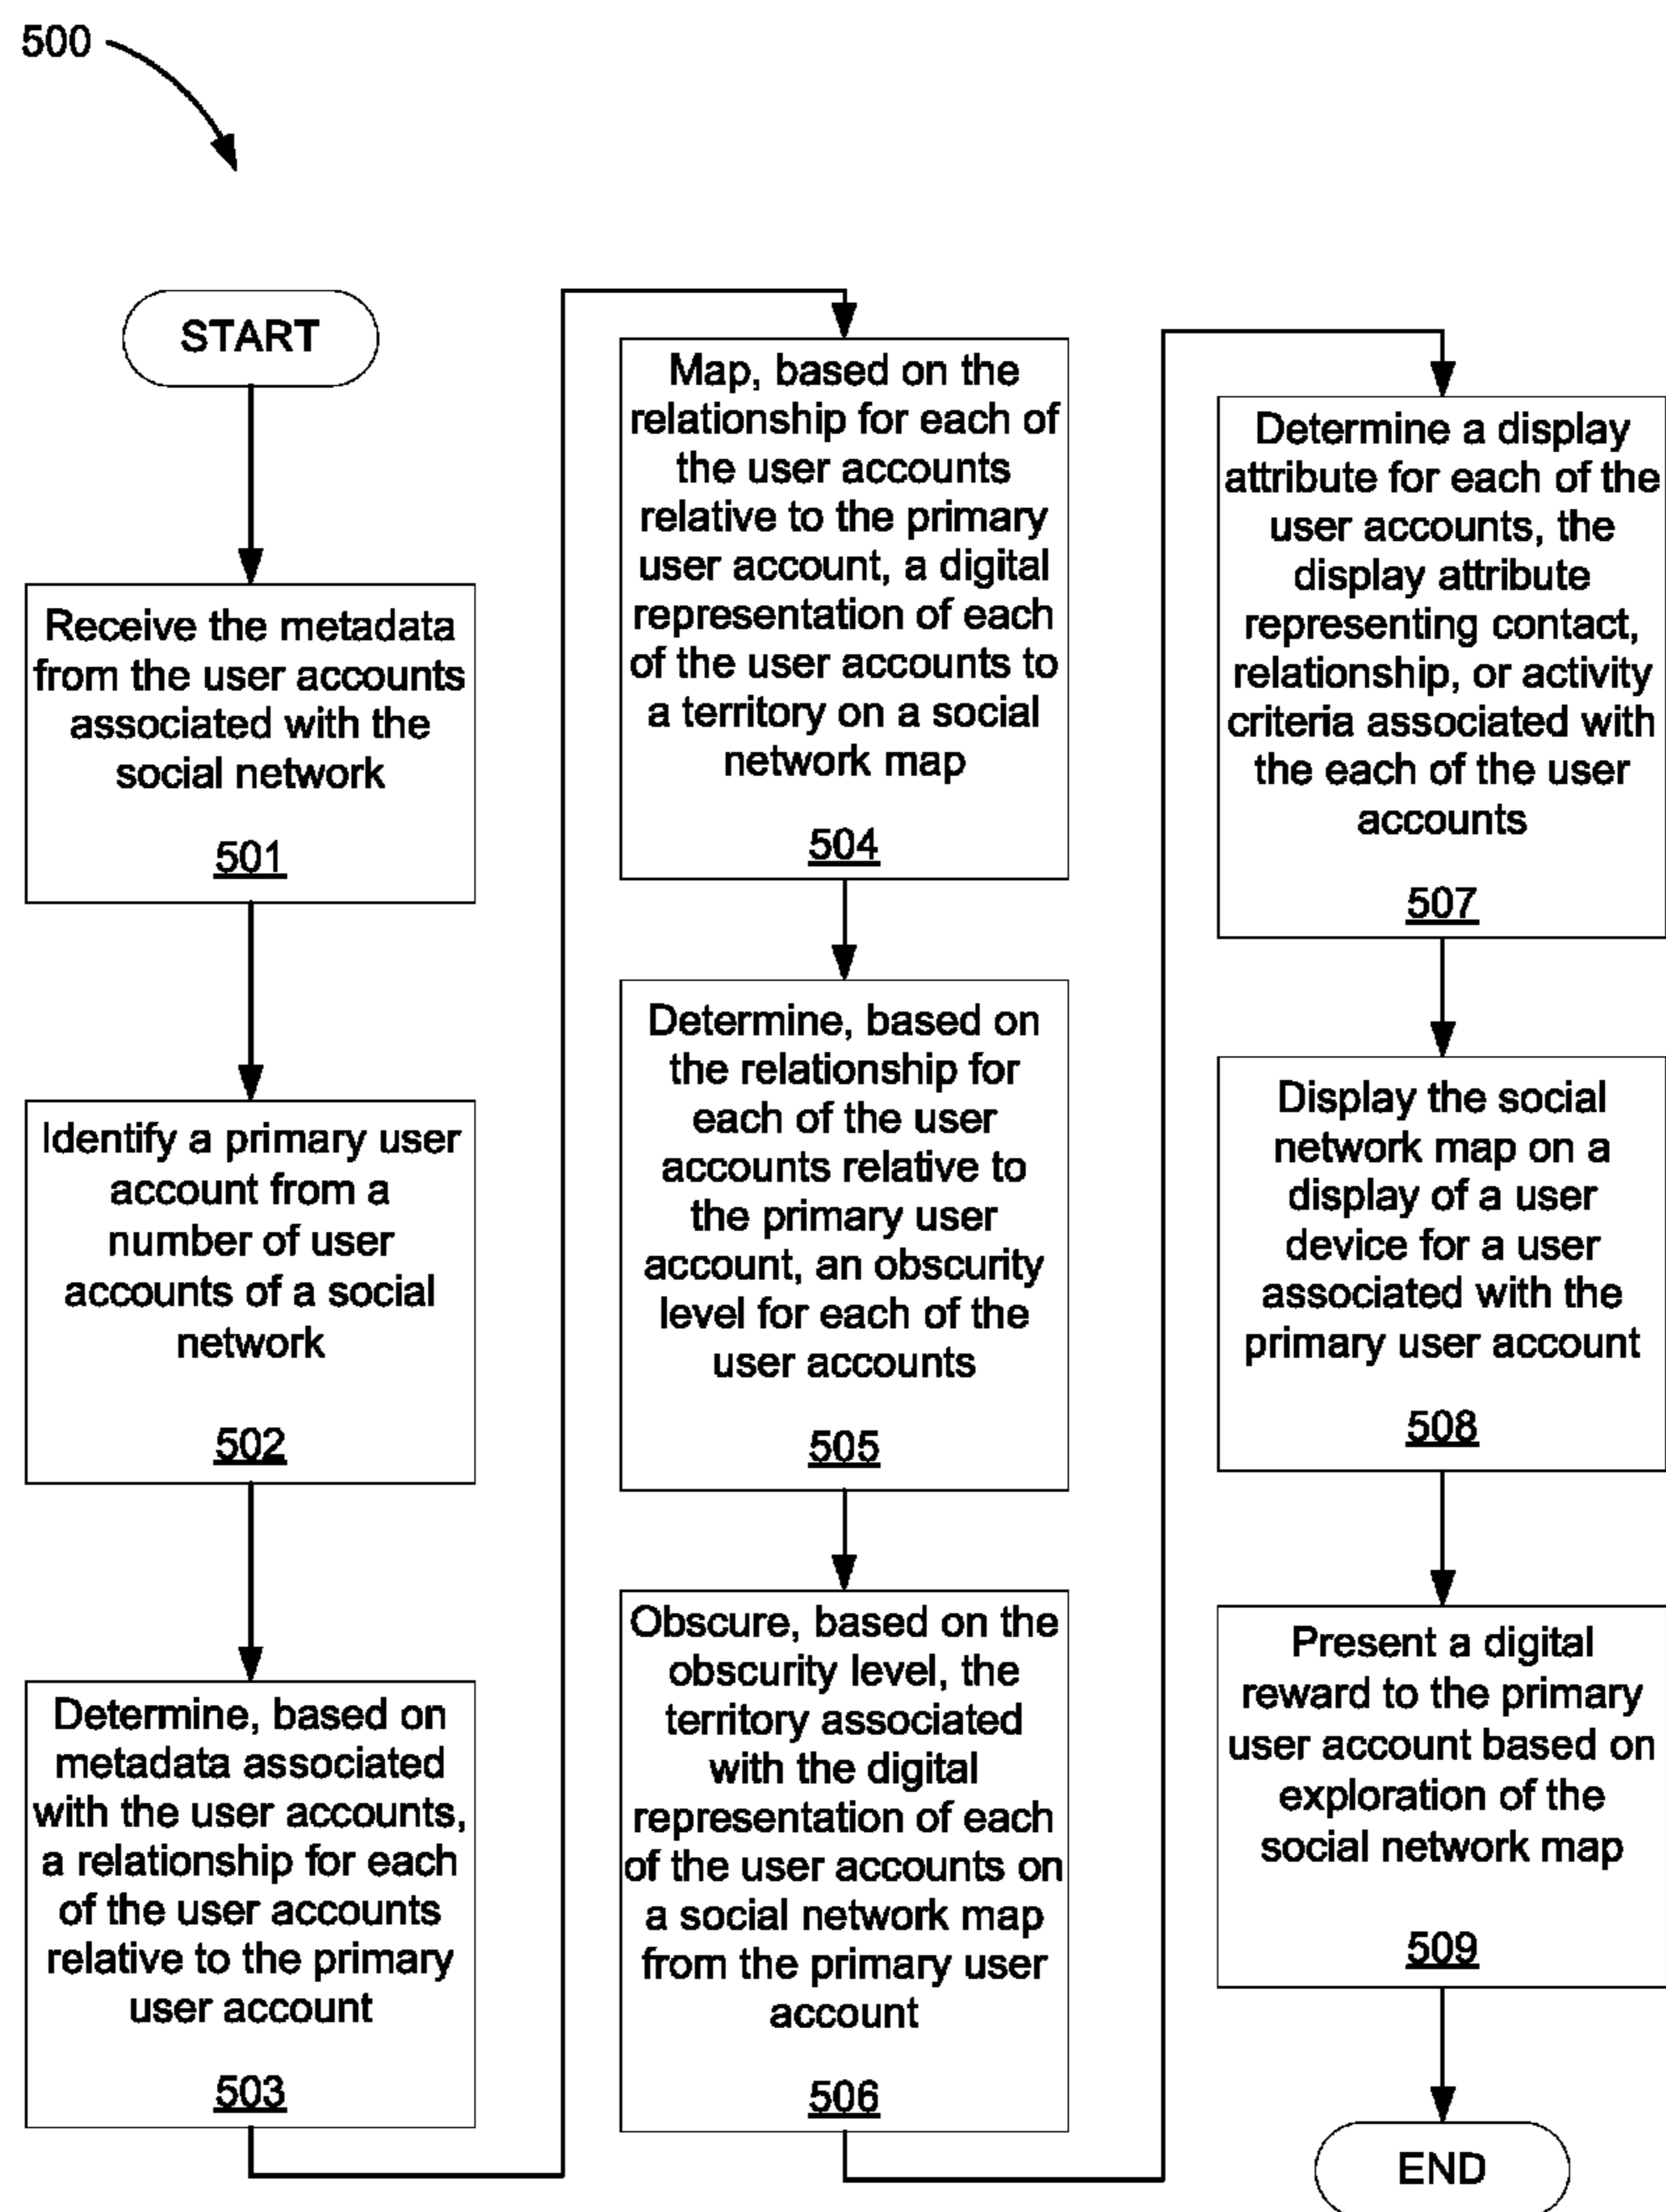 500
START
Receive the metadata
from the user accounts
associated with the
social network
501
Identify a primary user
account from a
number of user
accounts of a social
network
502
Determine, based on
metadata associated
with the user accounts,
a relationship for each
of the user accounts
relative to the primary
user account
503
Map, based on the
relationship for each of
the user accounts
relative to the primary
user account, a digital
representation of each
of the user accounts to
a territory on a social
network map
504
Determine, based on
the relationship for
each of the user
accounts relative to
the primary user
account, an obscurity
level for each of the
user accounts
505
Obscure, based on the
obscurity level, the
territory associated
with the digital
representation of each
of the user accounts on
a social network map
from the primary user
account
506
Determine a display
attribute for each of the
user accounts, the
display attribute
representing contact,
relationship, or activity
criteria associated with
the each of the user
accounts
507
Display the social
network map on a
display of a user
device for a user
associated with the
primary user account
508
Present a digital
reward to the primary
user account based on
exploration of the
social network map
509
END